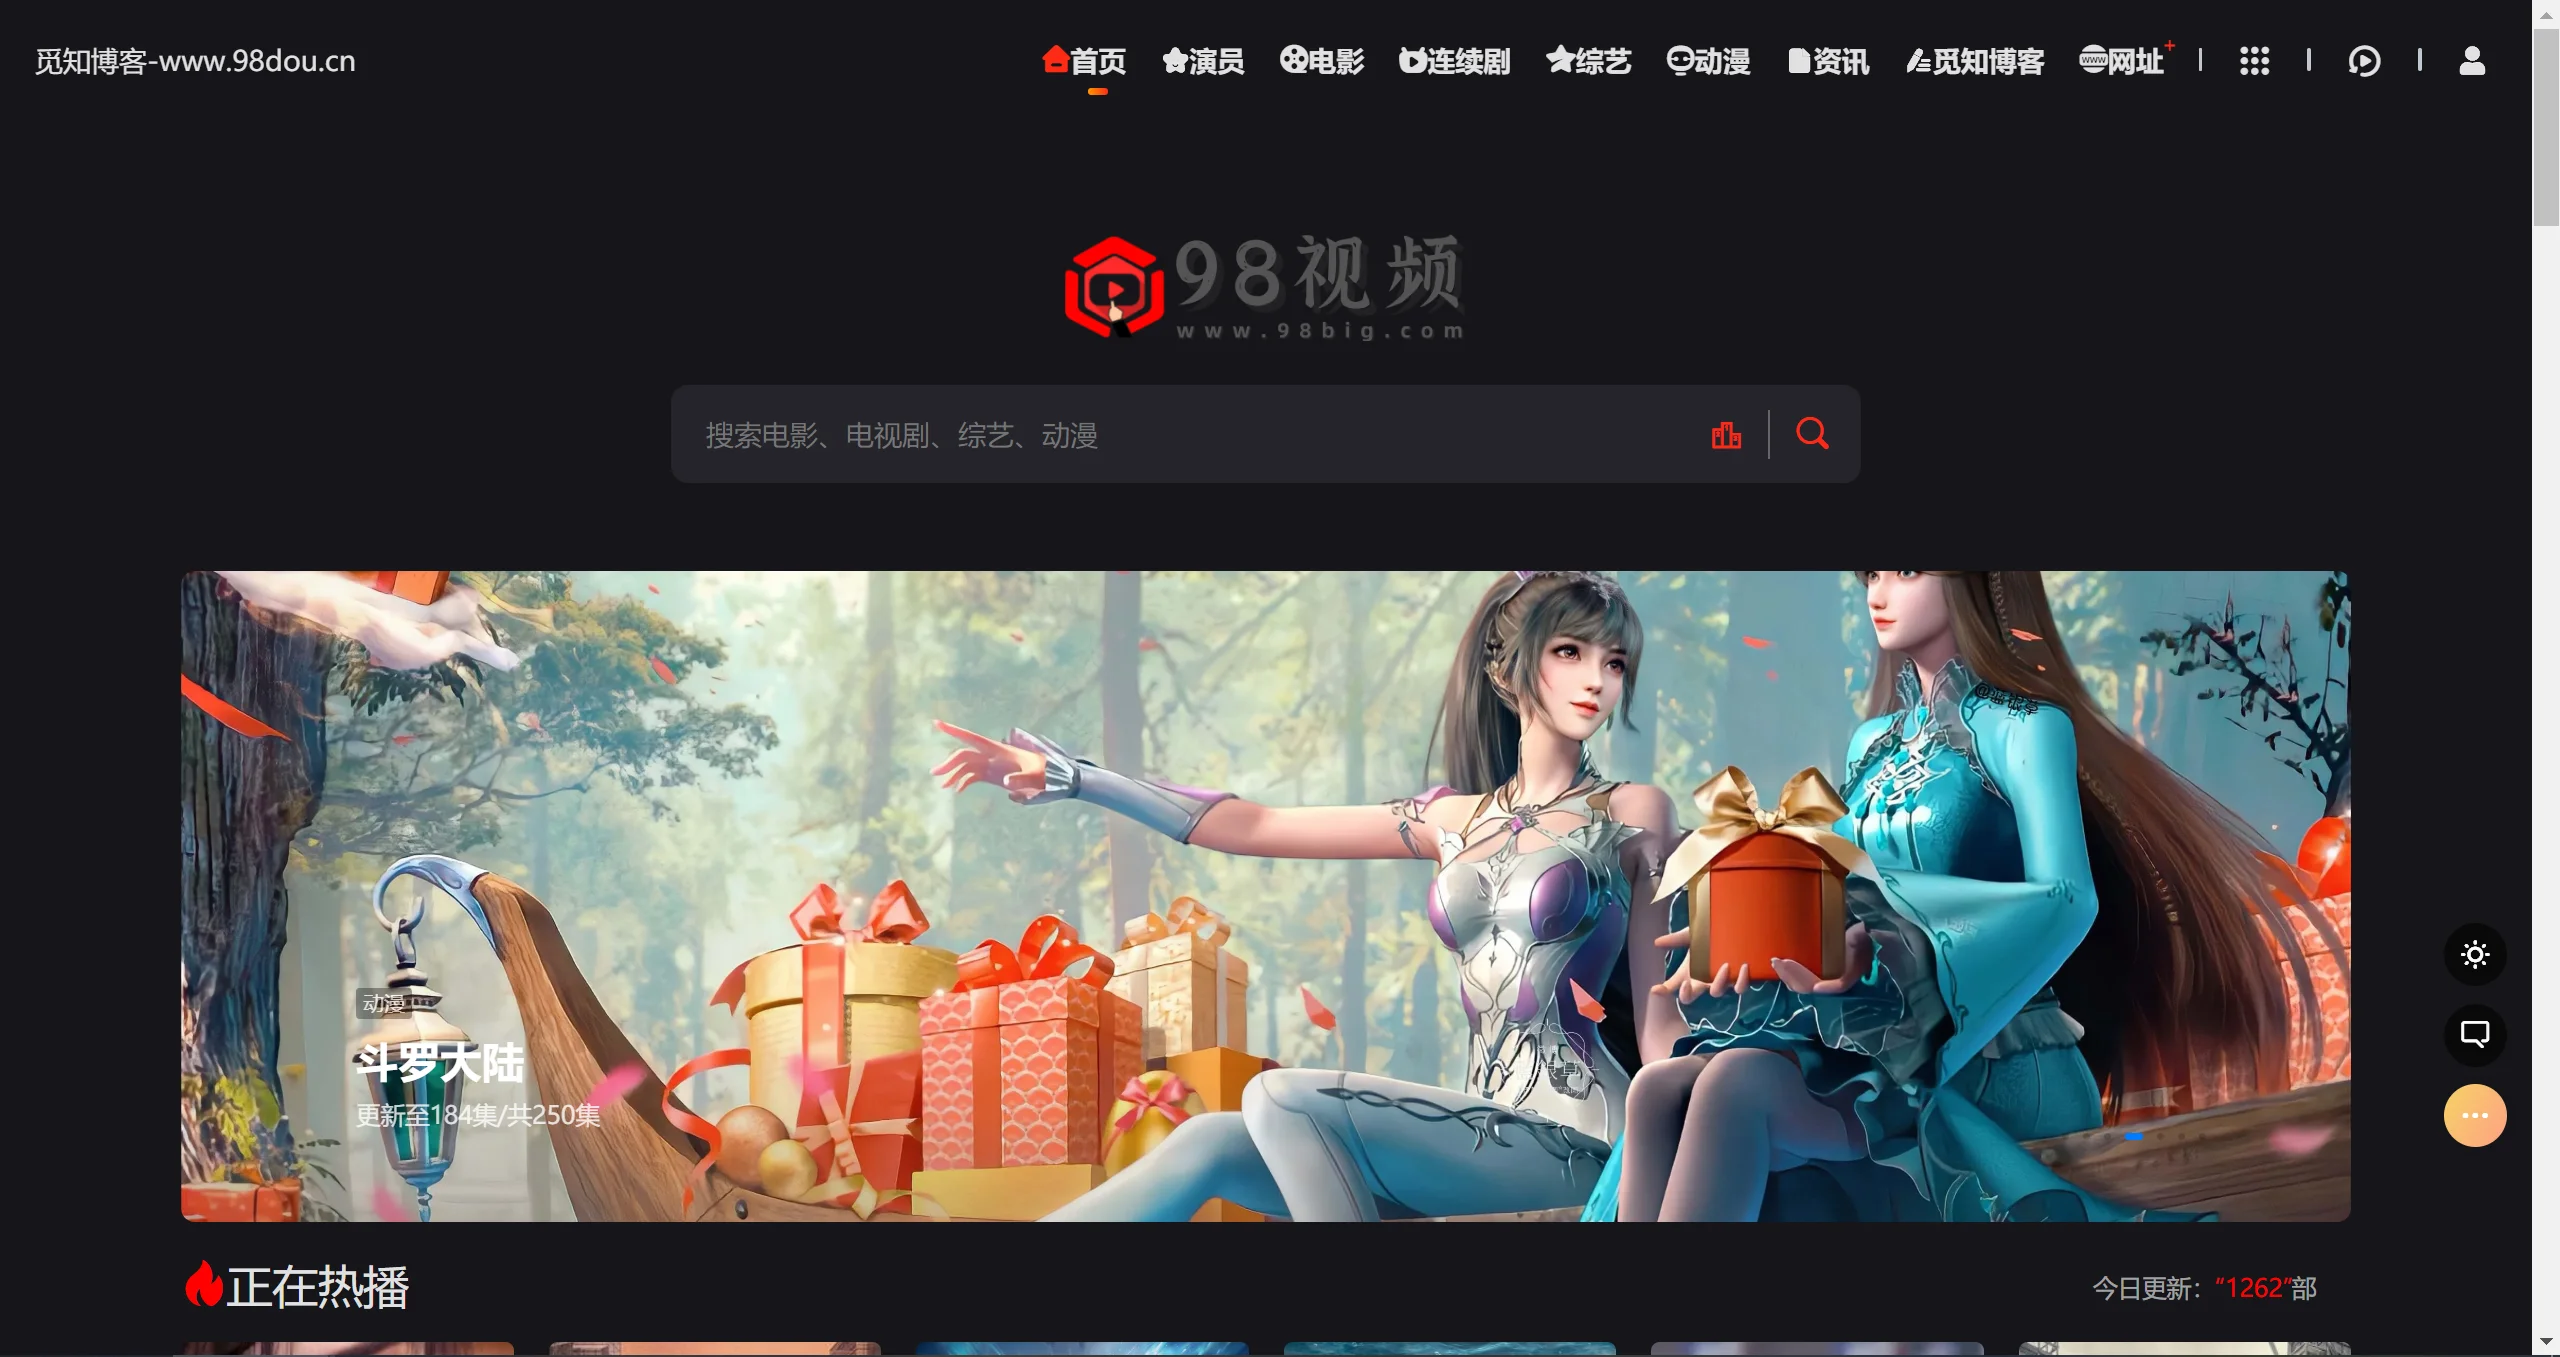 觅知博客-www.98dou.cn
首页 演员 电影 连续剧 综艺 动漫 资讯 觅知博客 www网址+
98视频
www.98big.com
搜索电影、电视剧、综艺、动漫
动漫
斗罗大陆
更新至184集/共250集
正在热播
今日更新：“1262”部